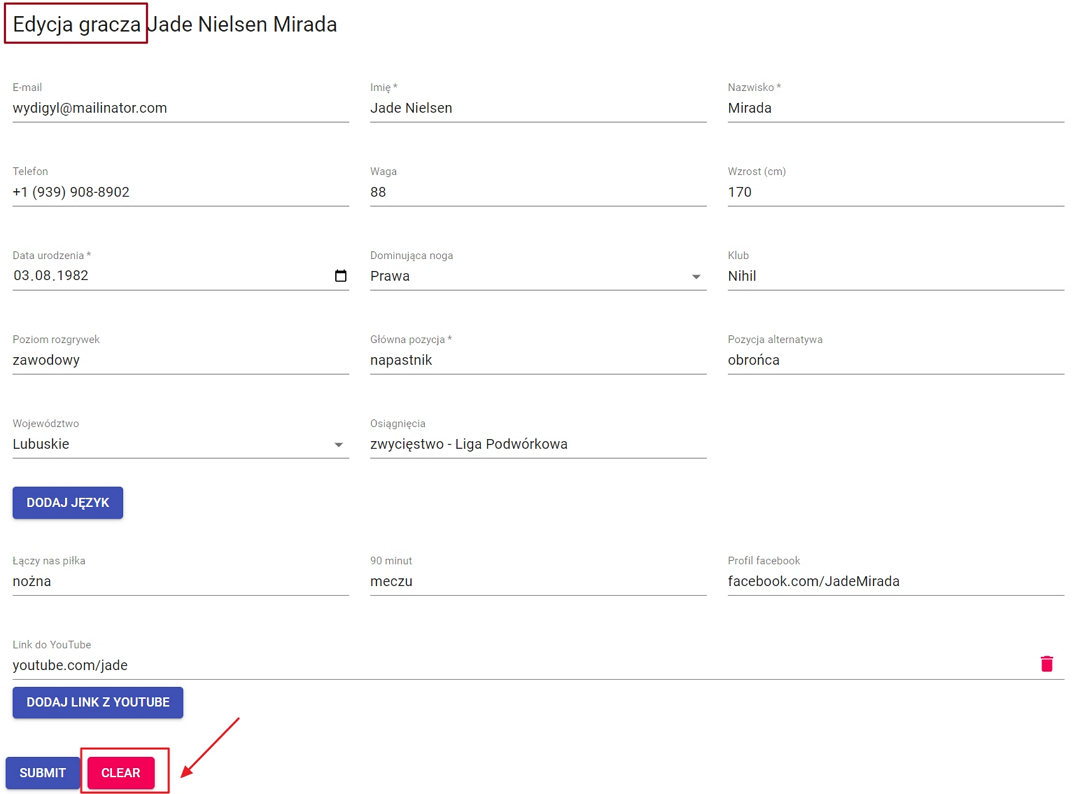 Edycja gracza Jade Nielsen Mirada
E-mail Imię * Nazwisko *
wydigyl@mailinator.com Jade Nielsen Mirada
Telefon Waga Wzrost (cm)
+1 (939) 908-8902 88 170
Data urodzenia * Dominująca noga Klub
03.08.1982 Prawa Nihil
Poziom rozgrywek Główna pozycja * Pozycja alternatywa
zawodowy napastnik obrońca
Województwo Osiągnięcia
Lubuskie zwycięstwo - Liga Podwórkowa
DODAJ JĘZYK
Łączy nas piłka 90 minut Profil facebook
nożna meczu facebook.com/JadeMirada
Link do YouTube
youtube.com/jade
DODAJ LINK Z YOUTUBE
SUBMIT CLEAR